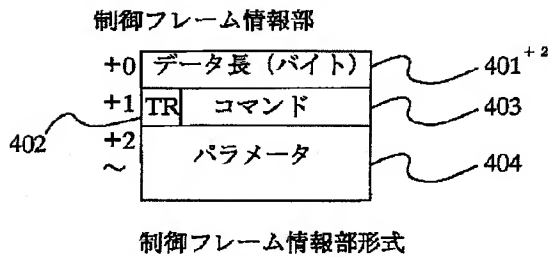 制御フレーム情報部
+0 データ長（バイト） 401 +2
+1 TR コマンド 403
402
+2 パラメータ 404
～
制御フレーム情報部形式